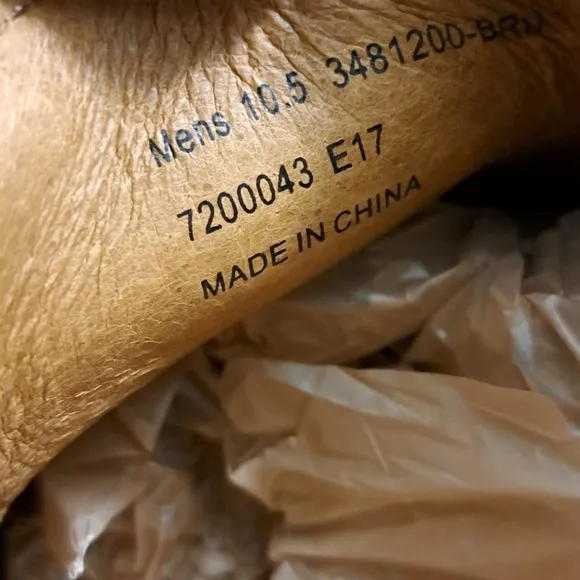 Mens 10.5 3481200-BRN
7200043 E17
MADE IN CHINA